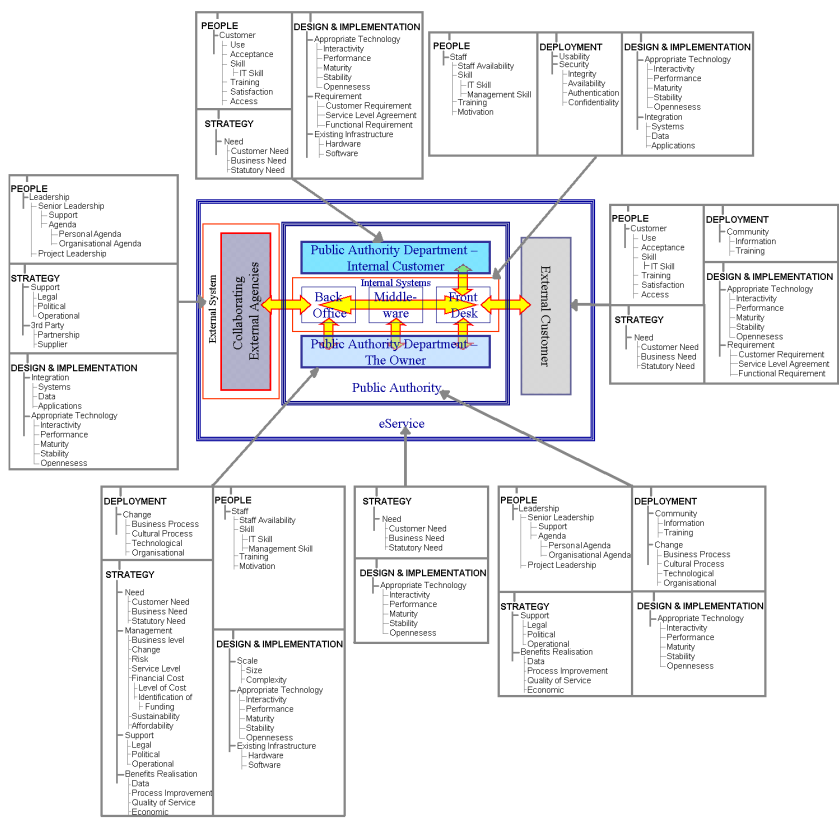 PEOPLE
Customer
Use
Acceptance
Skill
IT Skill
Training
Satisfaction
Access
STRATEGY
Need
Customer Need
Business Need
Statutory Need
DESIGN & IMPLEMENTATION
Appropriate Technology
Interactivity
Performance
Maturity
Stability
Opennesess
Requirement
Customer Requirement
Service Level Agreement
Functional Requirement
Existing Infrastructure
Hardware
Software
PEOPLE
Staff
Staff Availability
Skill
IT Skill
Management Skill
Training
Motivation
DEPLOYMENT
Usability
Security
Integrity
Availability
Authentication
Confidentiality
DESIGN & IMPLEMENTATION
Appropriate Technology
Interactivity
Performance
Maturity
Stability
Opennesess
Integration
Systems
Data
Applications
PEOPLE
Leadership
Senior Leadership
Support
Agenda
Personal Agenda
Organisational Agenda
Project Leadership
STRATEGY
Support
Legal
Political
Operational
3rd Party
Partnership
Supplier
DESIGN & IMPLEMENTATION
Integration
Systems
Data
Applications
Appropriate Technology
Interactivity
Performance
Maturity
Stability
Opennesess
External System
Collaborating
External Agencies
Public Authority Department –
Internal Customer
Internal Systems
Back
Office
Middle-
ware
Front
Desk
Public Authority Department –
The Owner
Public Authority
eService
External Customer
PEOPLE
Customer
Use
Acceptance
Skill
IT Skill
Training
Satisfaction
Access
STRATEGY
Need
Customer Need
Business Need
Statutory Need
DEPLOYMENT
Community
Information
Training
DESIGN & IMPLEMENTATION
Appropriate Technology
Interactivity
Performance
Maturity
Stability
Opennesess
Requirement
Customer Requirement
Service Level Agreement
Functional Requirement
DEPLOYMENT
Change
Business Process
Cultural Process
Technological
Organisational
STRATEGY
Need
Customer Need
Business Need
Statutory Need
Management
Business level
Change
Risk
Service Level
Financial Cost
Level of Cost
Identification of
Funding
Sustainability
Affordability
Support
Legal
Political
Operational
Benefits Realisation
Data
Process Improvement
Quality of Service
Economic
PEOPLE
Staff
Staff Availability
Skill
IT Skill
Management Skill
Training
Motivation
DESIGN & IMPLEMENTATION
Scale
Size
Complexity
Appropriate Technology
Interactivity
Performance
Maturity
Stability
Opennesess
Existing Infrastructure
Hardware
Software
STRATEGY
Need
Customer Need
Business Need
Statutory Need
DESIGN & IMPLEMENTATION
Appropriate Technology
Interactivity
Performance
Maturity
Stability
Opennesess
PEOPLE
Leadership
Senior Leadership
Support
Agenda
Personal Agenda
Organisational Agenda
Project Leadership
STRATEGY
Support
Legal
Political
Operational
Benefits Realisation
Data
Process Improvement
Quality of Service
Economic
DEPLOYMENT
Community
Information
Training
Change
Business Process
Cultural Process
Technological
Organisational
DESIGN & IMPLEMENTATION
Appropriate Technology
Interactivity
Performance
Maturity
Stability
Opennesess